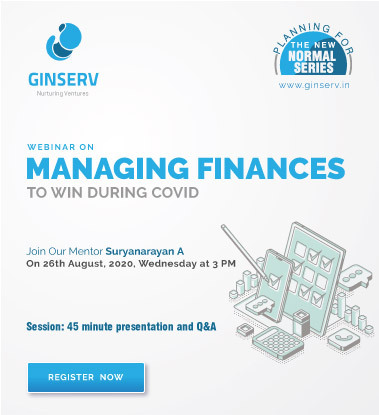 GINSERV
Nurturing Ventures
PLANNING FOR
THE NEW
NORMAL
SERIES
www.ginserv.in
WEBINAR ON
MANAGING FINANCES
TO WIN DURING COVID
Join Our Mentor Suryanarayan A
On 26th August, 2020, Wednesday at 3 PM
Session: 45 minute presentation and Q&A
REGISTER NOW